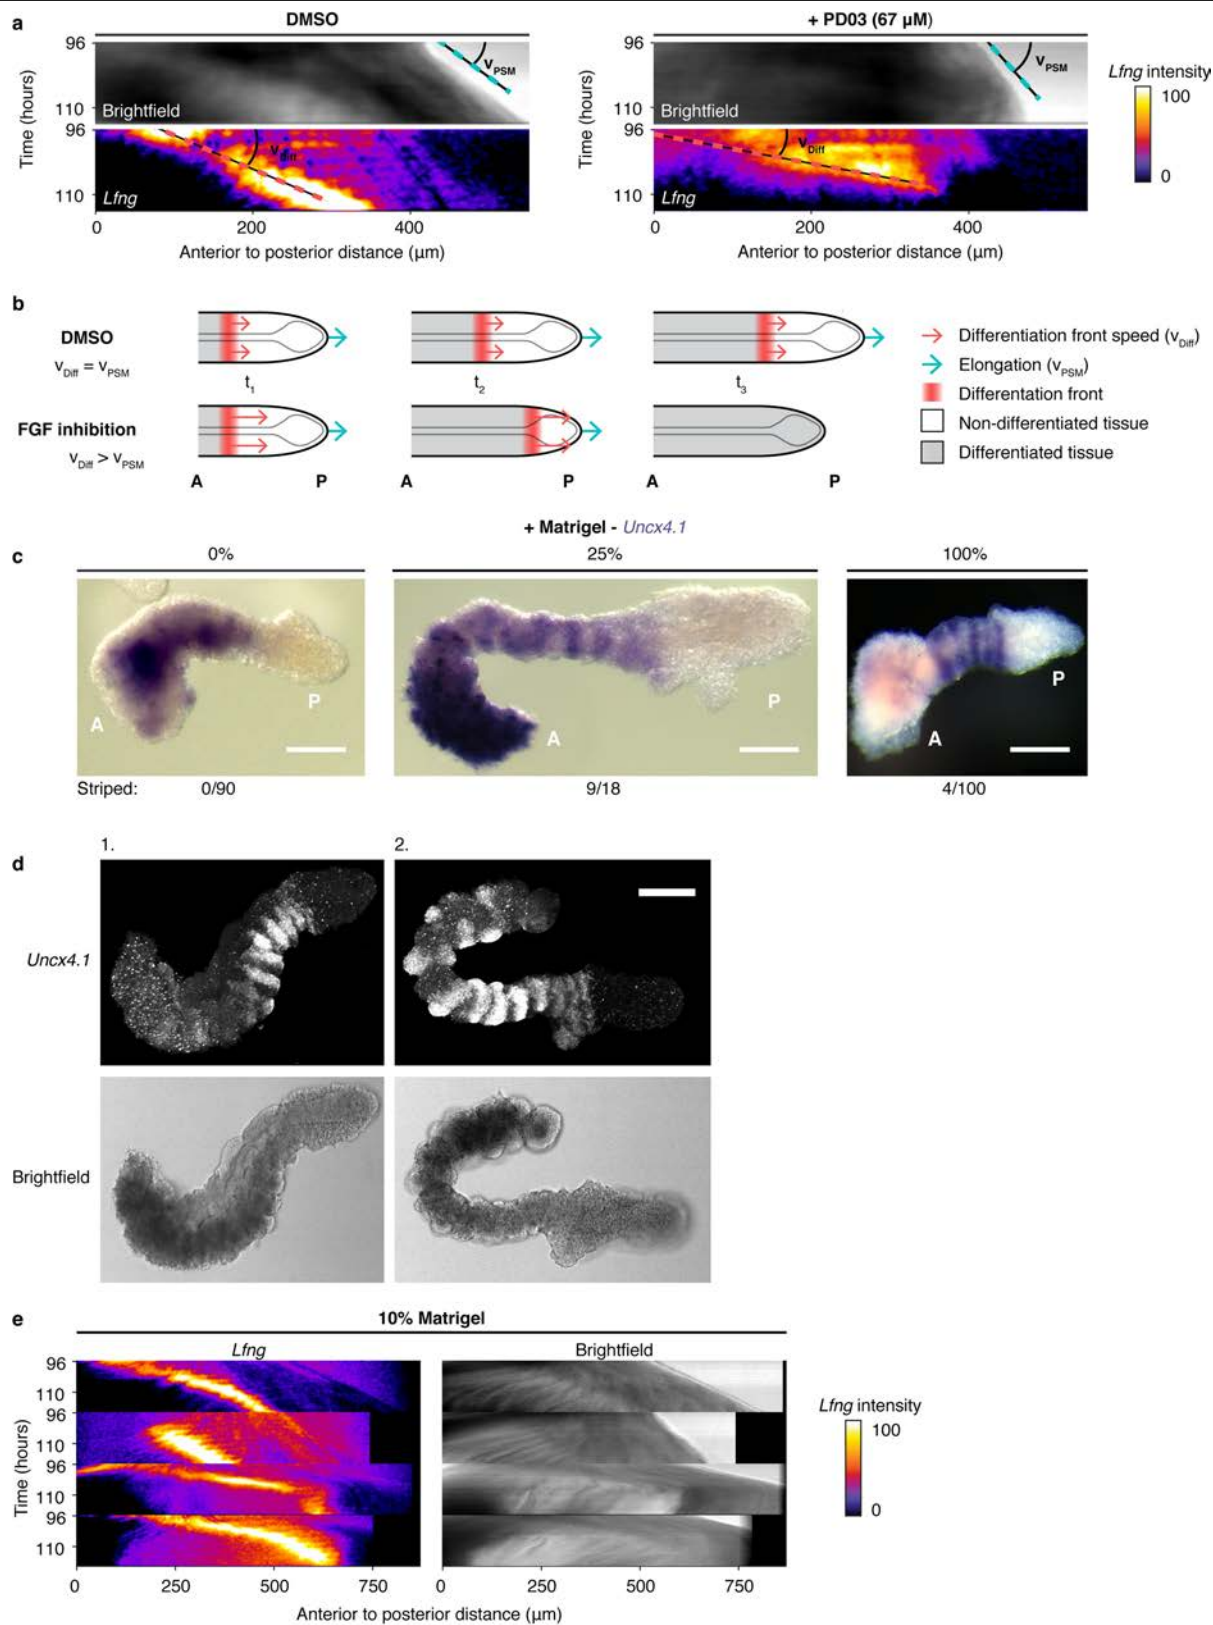 a
DMSO
+ PD03 (67 µM)
96
110
Time (hours)
vPSM
Brightfield
96
110
vDiff
Lfng
0 200 400
Anterior to posterior distance (µm)
96
110
Time (hours)
vPSM
Brightfield
96
110
vDiff
Lfng
0 200 400
Anterior to posterior distance (µm)
Lfng intensity
100
0
b
DMSO
vDiff = vPSM
t1 t2 t3
FGF inhibition
vDiff > vPSM
A P A P A P
Differentiation front speed (vDiff)
Elongation (vPSM)
Differentation front
Non-differentiated tissue
Differentiated tissue
+ Matrigel - Uncx4.1
c
0% 25% 100%
A P
A P
A P
Striped: 0/90 9/18 4/100
1. 2.
d
Uncx4.1
Brightfield
e
10% Matrigel
Lfng Brightfield
Time (hours)
96
110
96
110
96
110
96
110
0 250 500 750
0 250 500 750
Anterior to posterior distance (µm)
Lfng intensity
100
0